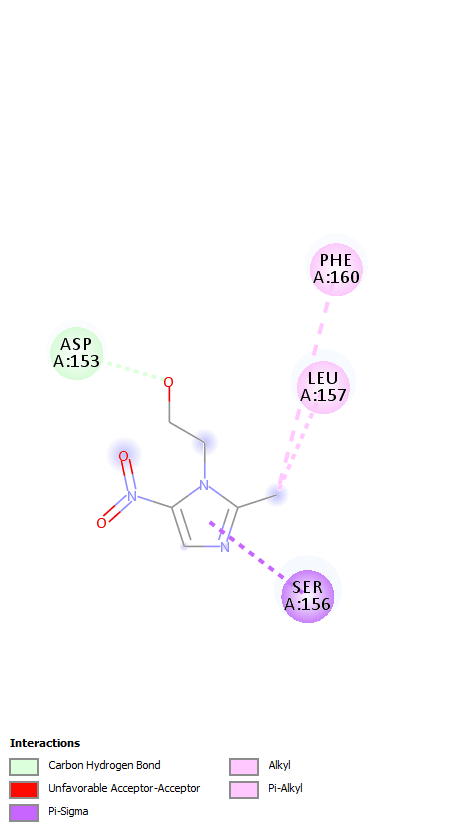 PHE
A:160
ASP
A:153
LEU
A:157
O
O
N
N
O
N
SER
A:156
Interactions
Carbon Hydrogen Bond
Unfavorable Acceptor-Acceptor
Pi-Sigma
Alkyl
Pi-Alkyl